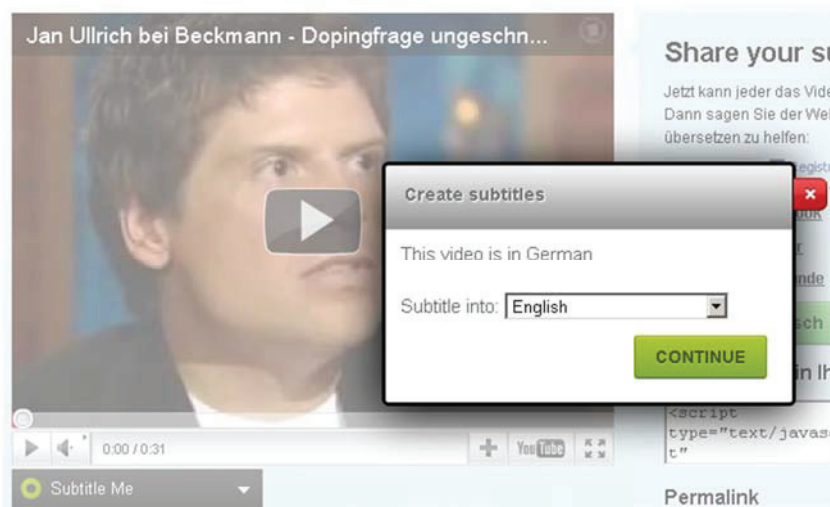 Jan Ullrich bei Beckmann - Dopingfrage ungeschn...
Share your su
Jetzt kann jeder das Vide
Dann sagen Sie der Wel
übersetzen zu helfen:
Create subtitles
This video is in German
Subtitle into: English
CONTINUE
in Ih
<script
type="text/javas
t"
0:00 / 0:31
YouTube
Subtitle Me
Permalink